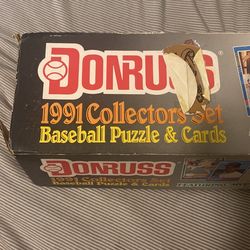 DONRUSS
1991 Collectors Set
Baseball Puzzle & Cards
DONRUSS
1991 Collectors Set
Baseball Puzzle & Cards